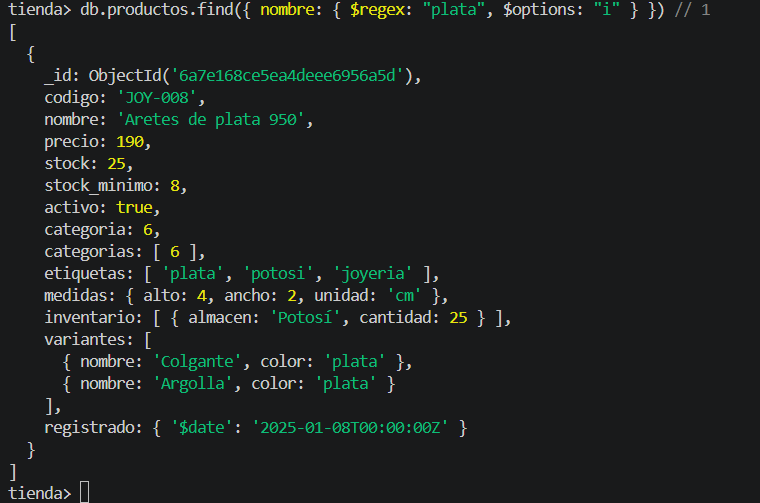 tienda> db.productos.find({ nombre: { $regex: "plata", $options: "i" } }) // 1
[
  {
    _id: ObjectId('6a7e168ce5ea4deee6956a5d'),
    codigo: 'JOY-008',
    nombre: 'Aretes de plata 950',
    precio: 190,
    stock: 25,
    stock_minimo: 8,
    activo: true,
    categoria: 6,
    categorias: [ 6 ],
    etiquetas: [ 'plata', 'potosi', 'joyeria' ],
    medidas: { alto: 4, ancho: 2, unidad: 'cm' },
    inventario: [ { almacen: 'Potosí', cantidad: 25 } ],
    variantes: [
      { nombre: 'Colgante', color: 'plata' },
      { nombre: 'Argolla', color: 'plata' }
    ],
    registrado: { '$date': '2025-01-08T00:00:00Z' }
  }
]
tienda>